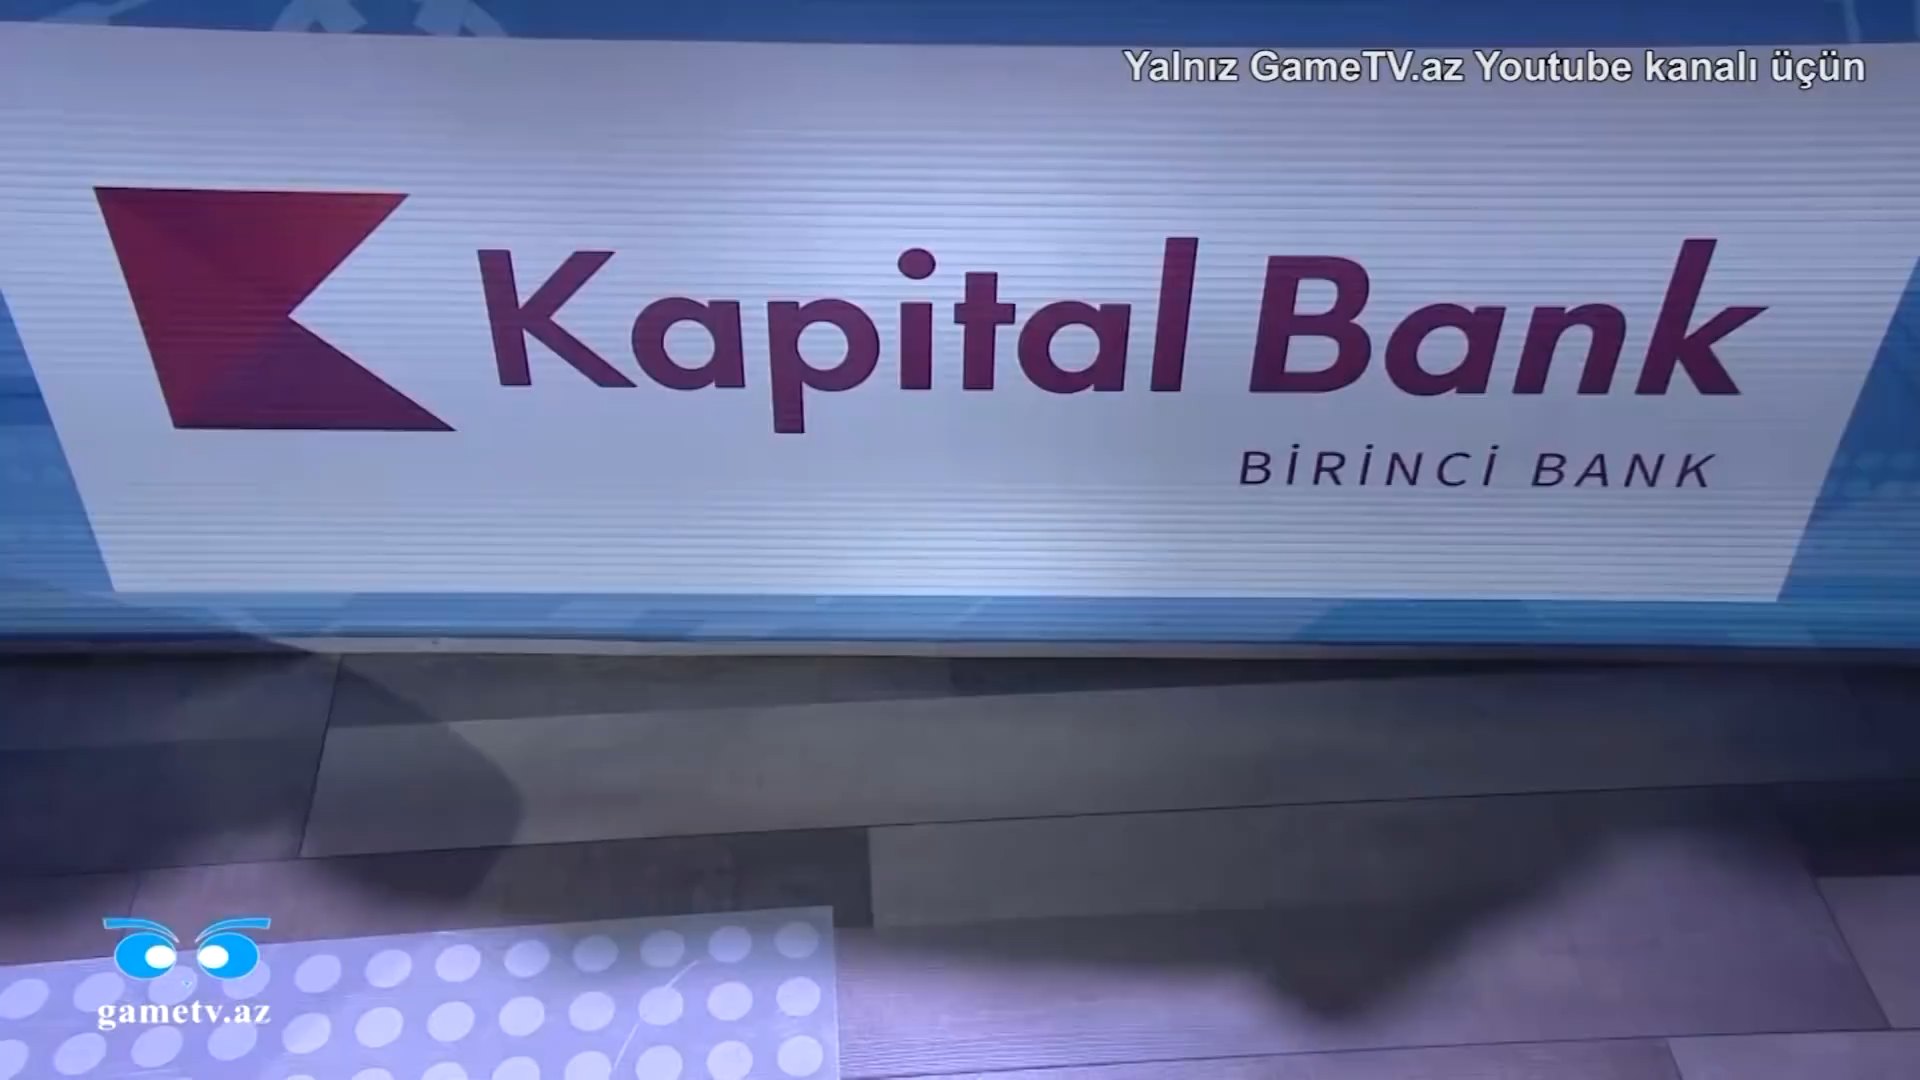 Yalnız GameTV.az Youtube kanalı üçün
Kapital Bank
BİRİNCİ BANK
gametv.az